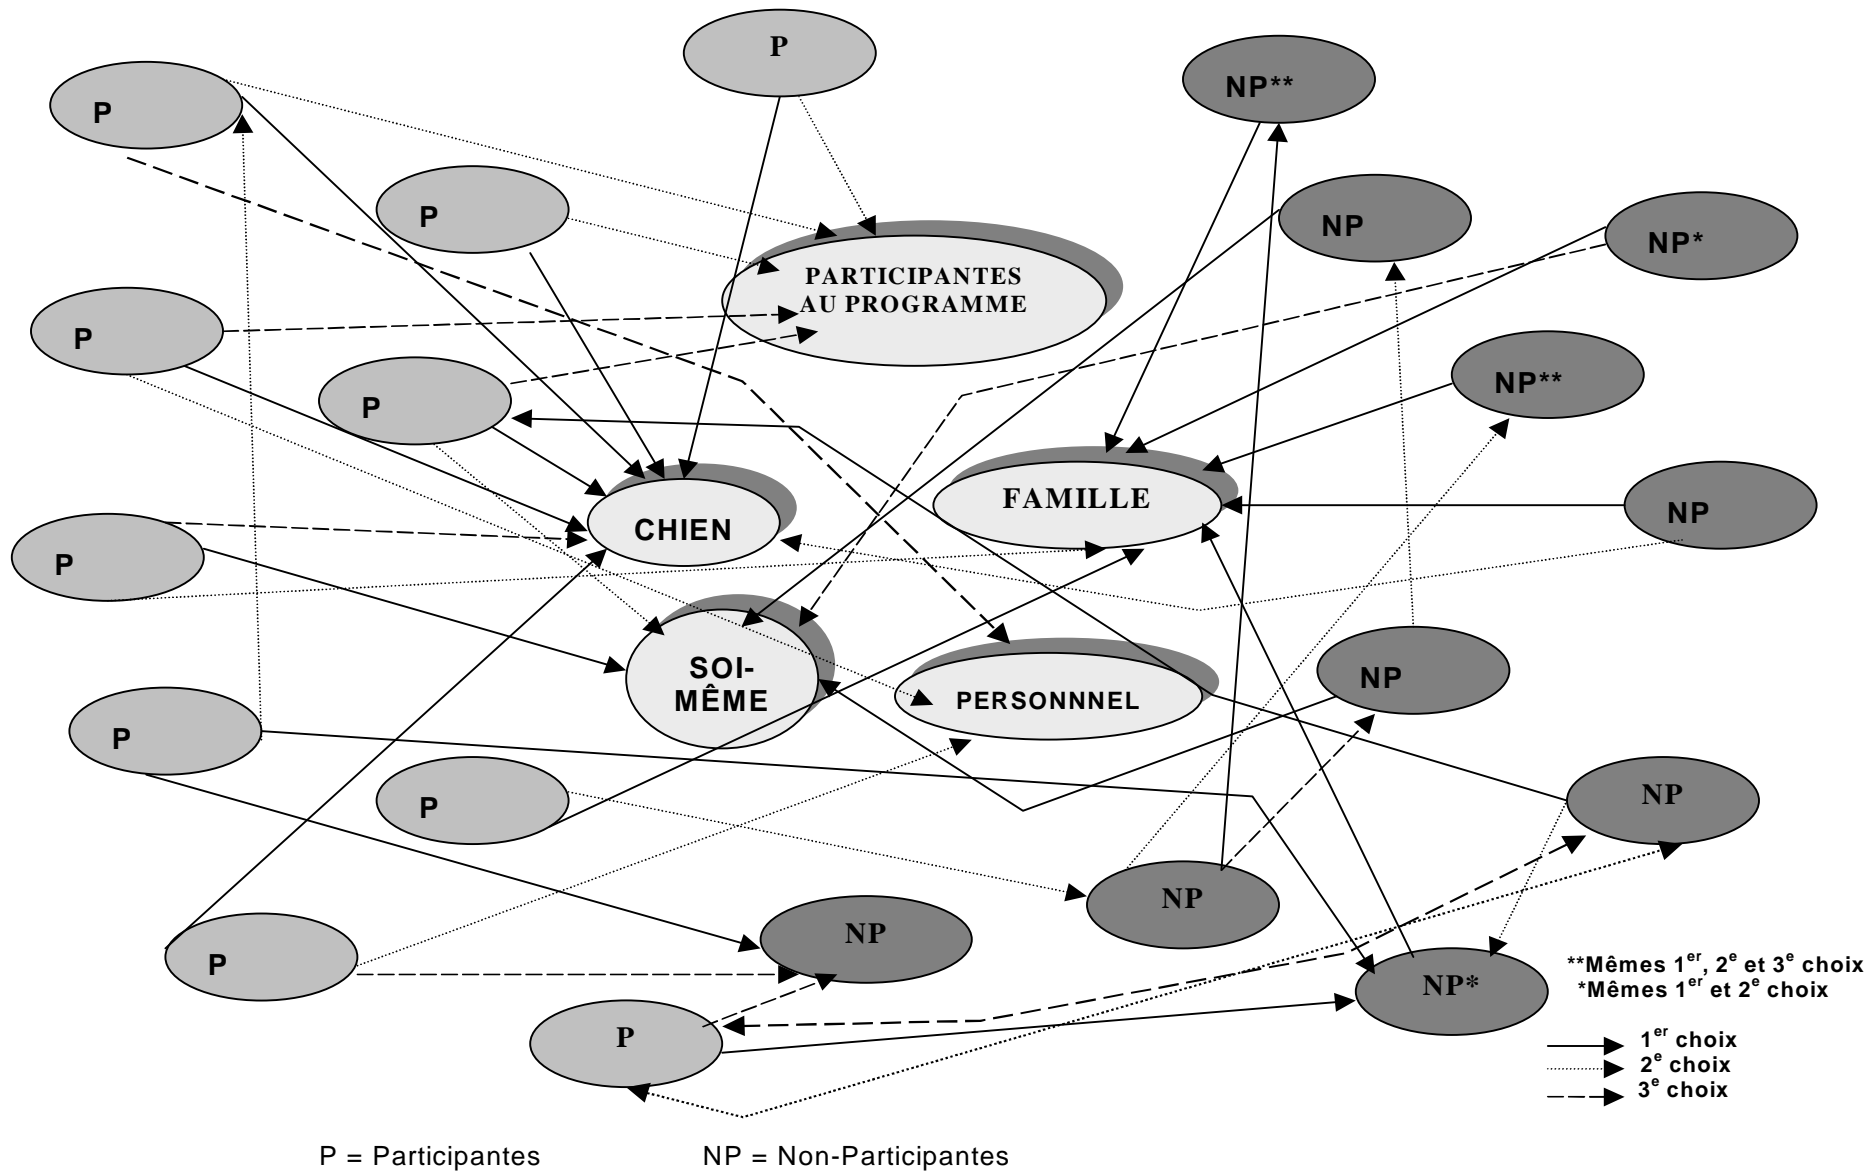 P
NP**
P
P
NP
NP*
PARTICIPANTES
AU PROGRAMME
P
NP**
P
FAMILLE
NP
CHIEN
P
SOI-
MÊME
NP
PERSONNNEL
P
P
NP
NP
NP
P
NP*
**Mêmes 1er, 2e et 3e choix
*Mêmes 1er et 2e choix
P
1er choix
2e choix
3e choix
P = Participantes
NP = Non-Participantes